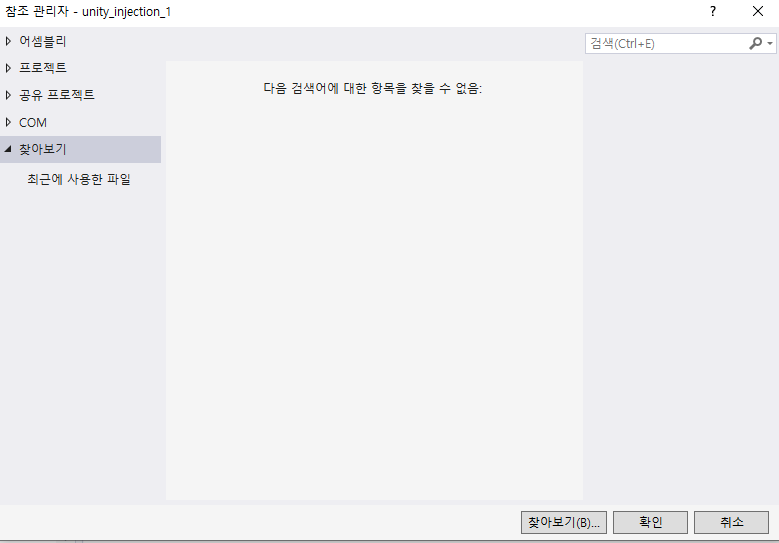 참조 관리자 - unity_injection_1
?
어셈블리
검색(Ctrl+E)
프로젝트
다음 검색어에 대한 항목을 찾을 수 없음:
공유 프로젝트
COM
찾아보기
최근에 사용한 파일
찾아보기(B)...
확인
취소